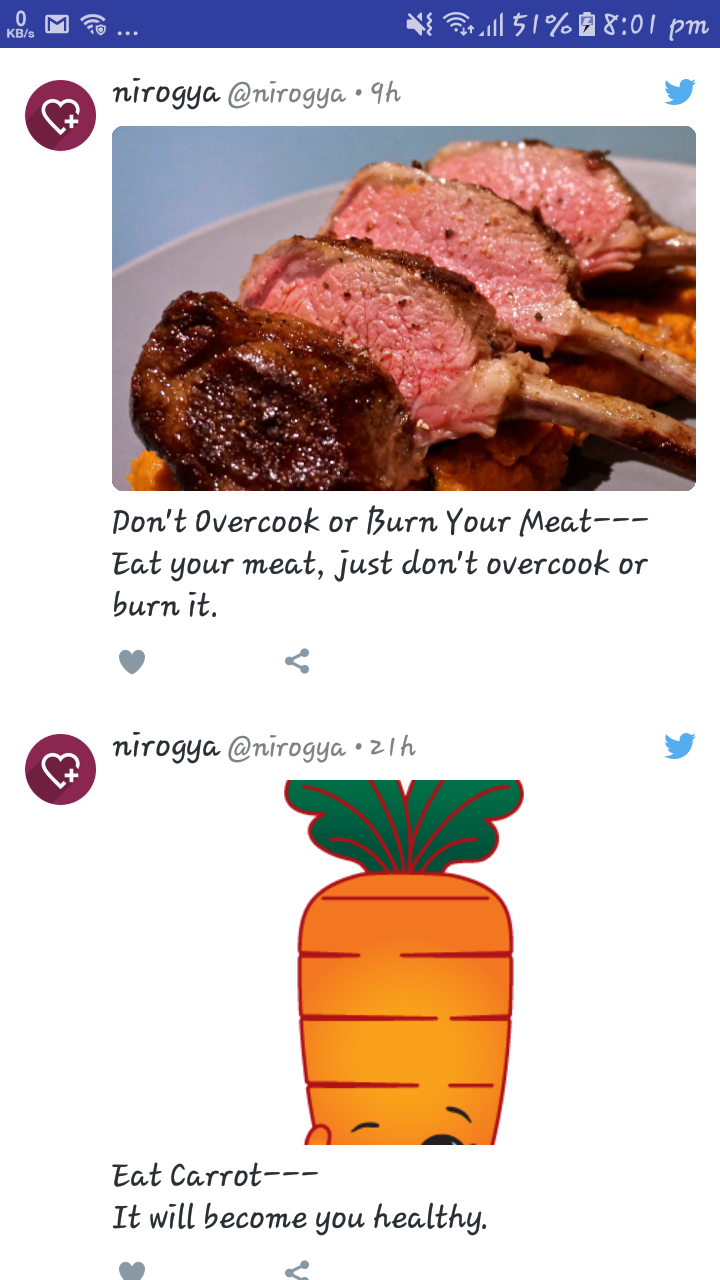 0
KB/s
...
51%
8:01 pm
nirogya @nirogya • 9h
Don't Overcook or Burn Your Meat---
Eat your meat, just don't overcook or
burn it.
nirogya @nirogya • 21h
Eat Carrot---
It will become you healthy.